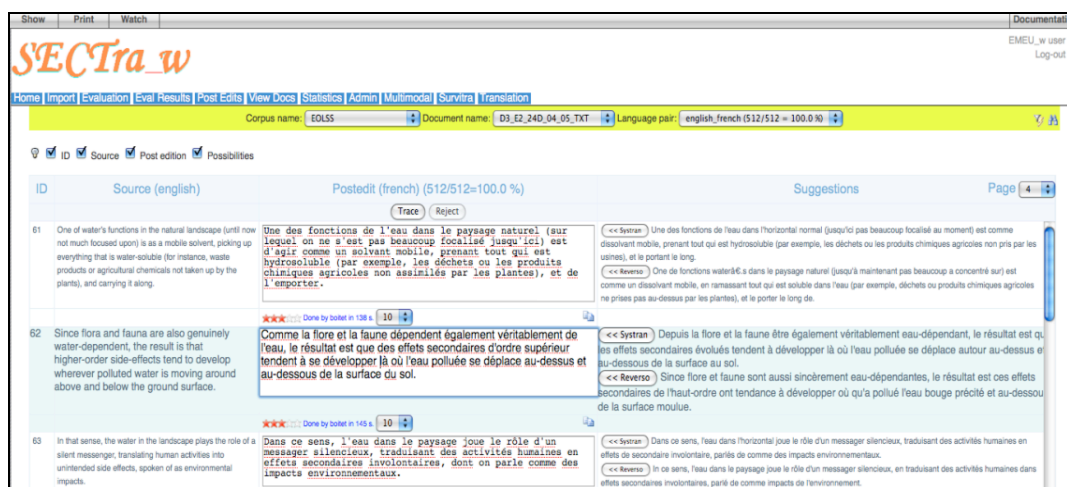 Show Print Watch Documentati
SECTra_w
EMEU_w user
Log-out
Home Import Evaluation Eval Results Post Edits View Docs Statistics Admin Multimodal Survitra Translation
Corpus name: EOLSS Document name: D3_E2_24D_04_05_TXT Language pair: english_french (512/512 = 100.0 %)
ID Source Post edition Possibilities
ID Source (english) Postedit (french) (512/512=100.0 %) Suggestions Page 4
Trace Reject
61
One of water's functions in the natural landscape (until now
not much focused upon) is as a mobile solvent, picking up
everything that is water-soluble (for instance, waste
products or agricultural chemicals not taken up by the
plants), and carrying it along.
Une des fonctions de l'eau dans le paysage naturel (sur
lequel on ne s'est pas beaucoup focalisé jusqu'ici) est
d'agir comme un solvant mobile, prenant tout qui est
hydrosoluble (par exemple, les déchets ou les produits
chimiques agricoles non assimilés par les plantes), et de
l'emporter.
<< Systran Une des fonctions de l'eau dans l'horizontal normal (jusqu'ici pas beaucoup focalisé au moment) est comme
dissolvant mobile, prenant tout qui est hydrosoluble (par exemple, les déchets ou les produits chimiques agricoles non pris par les
usines), et le portant le long.
<< Reverso One de fonctions waterâ€.s dans le paysage naturel (jusqu'à maintenant pas beaucoup a concentré sur) est
comme un dissolvant mobile, en ramassant tout qui est soluble dans l'eau (par exemple, déchets ou produits chimiques agricoles
ne prises pas au-dessus par les plantes), et le porter le long de.
Done by boitet in 138 s. 10
62
Since flora and fauna are also genuinely
water-dependent, the result is that
higher-order side-effects tend to develop
wherever polluted water is moving around
above and below the ground surface.
Comme la flore et la faune dépendent également véritablement de
l'eau, le résultat est que des effets secondaires d'ordre supérieur
tendent à se développer là où l'eau polluée se déplace au-dessus et
au-dessous de la surface du sol.
<< Systran Depuis la flore et la faune être également véritablement eau-dépendant, le résultat est qu
les effets secondaires évolués tendent à développer là où l'eau polluée se déplace autour au-dessus et
au-dessous de la surface au sol.
<< Reverso Since flore et faune sont aussi sincèrement eau-dépendantes, le résultat est ces effets
secondaires de l'haut-ordre ont tendance à développer où qu'a pollué l'eau bouge précité et au-dessou
de la surface moulue.
Done by boitet in 145 s. 10
63
In that sense, the water in the landscape plays the role of a
silent messenger, translating human activities into
unintended side effects, spoken of as environmental
impacts.
Dans ce sens, l'eau dans le paysage joue le rôle d'un
messager silencieux, traduisant des activités humaines en
effets secondaires involontaires, dont on parle comme des
impacts environnementaux.
<< Systran Dans ce sens, l'eau dans l'horizontal joue le rôle d'un messager silencieux, traduisant des activités humaines en
effets de secondaire involontaire, parlés de comme des impacts environnementaux.
<< Reverso In ce sens, l'eau dans le paysage joue le rôle d'un messager silencieux, en traduisant des activités humaines dans
effets secondaires involontaires, parlé de comme impacts de l'environnement.